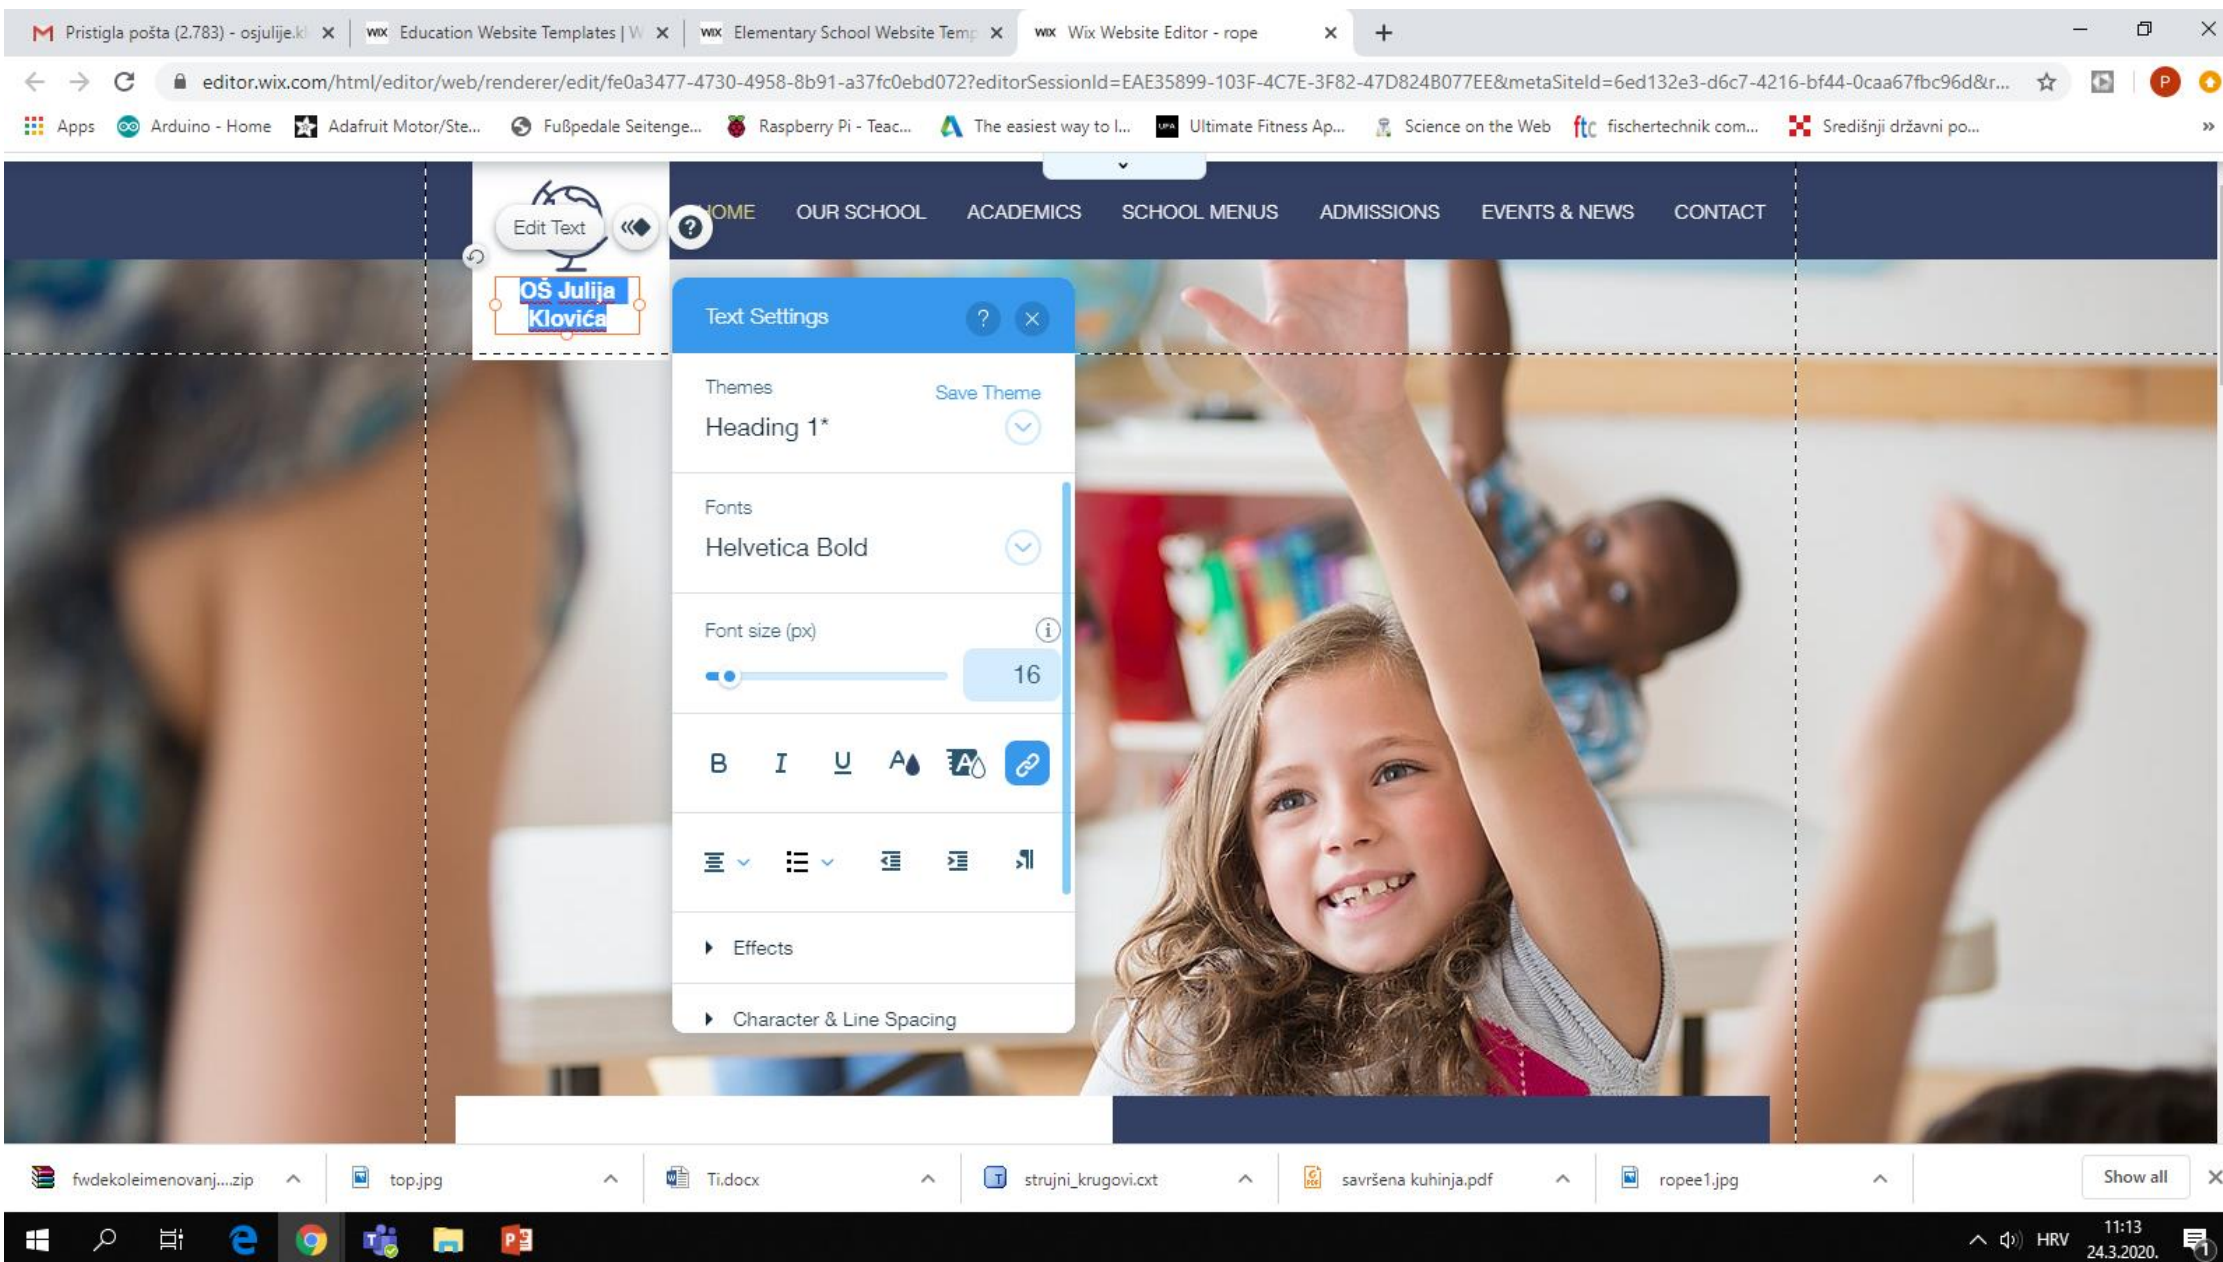 Pristigla pošta (2.783) - osjulije.kl
Education Website Templates | W
Elementary School Website Temp
Wix Website Editor - rope
editor.wix.com/html/editor/web/renderer/edit/fe0a3477-4730-4958-8b91-a37fc0ebd072?editorSessionId=EAE35899-103F-4C7E-3F82-47D824B077EE&metaSiteId=6ed132e3-d6c7-4216-bf44-0caa67fbc96d&r...
P
Apps
Arduino - Home
Adafruit Motor/Ste...
Fußpedale Seitenge...
Raspberry Pi - Teac...
The easiest way to l...
Ultimate Fitness Ap...
Science on the Web
ftc fischertechnik com...
Središnji državni po...
»
HOME
OUR SCHOOL
ACADEMICS
SCHOOL MENUS
ADMISSIONS
EVENTS & NEWS
CONTACT
Edit Text
OŠ Julija
Klovića
Text Settings
Themes
Save Theme
Heading 1*
Fonts
Helvetica Bold
Font size (px)
16
B I U A A
Effects
Character & Line Spacing
fwdekoleimenovanj....zip
top.jpg
Ti.docx
strujni_krugovi.cxt
savršena kuhinja.pdf
ropee1.jpg
Show all
HRV
11:13
24.3.2020.
1